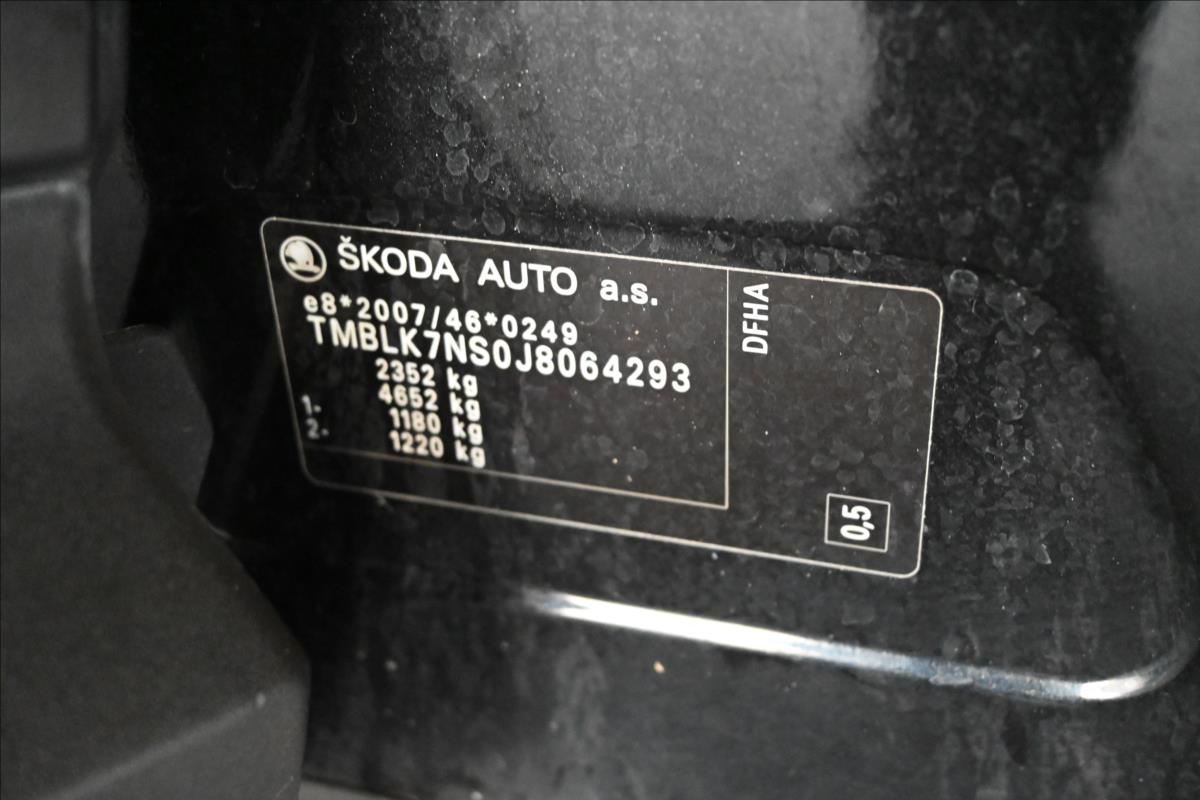 ŠKODA AUTO a.s.
e8*2007/46*0249
TMBLK7NS0J8064293
2352 kg
4652 kg
1. 1180 kg
2. 1220 kg
DFHA
0,5